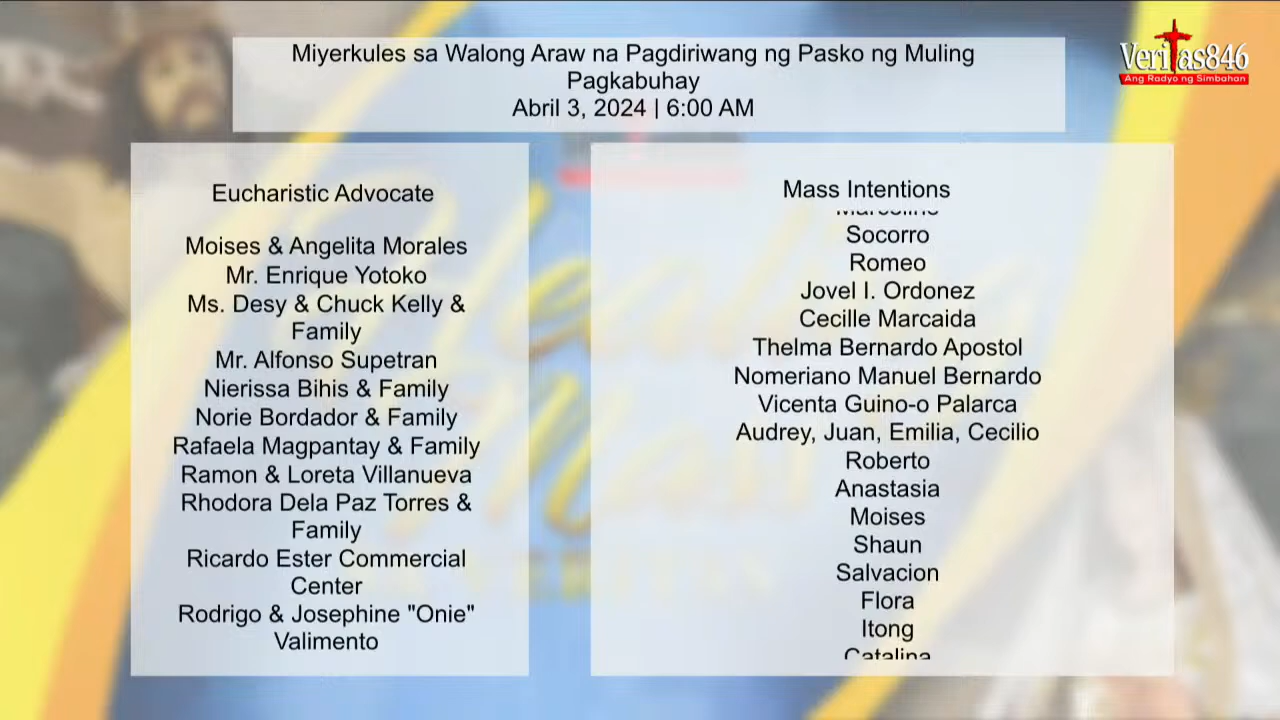 Miyerkules sa Walong Araw na Pagdiriwang ng Pasko ng Muling
Pagkabuhay
Abril 3, 2024 | 6:00 AM
Veritas846
Ang Radyo ng Simbahan
Eucharistic Advocate
Moises & Angelita Morales
Mr. Enrique Yotoko
Ms. Desy & Chuck Kelly &
Family
Mr. Alfonso Supetran
Nierissa Bihis & Family
Norie Bordador & Family
Rafaela Magpantay & Family
Ramon & Loreta Villanueva
Rhodora Dela Paz Torres &
Family
Ricardo Ester Commercial
Center
Rodrigo & Josephine "Onie"
Valimento
Mass Intentions
Socorro
Romeo
Jovel I. Ordonez
Cecille Marcaida
Thelma Bernardo Apostol
Nomeriano Manuel Bernardo
Vicenta Guino-o Palarca
Audrey, Juan, Emilia, Cecilio
Roberto
Anastasia
Moises
Shaun
Salvacion
Flora
Itong
Catalina